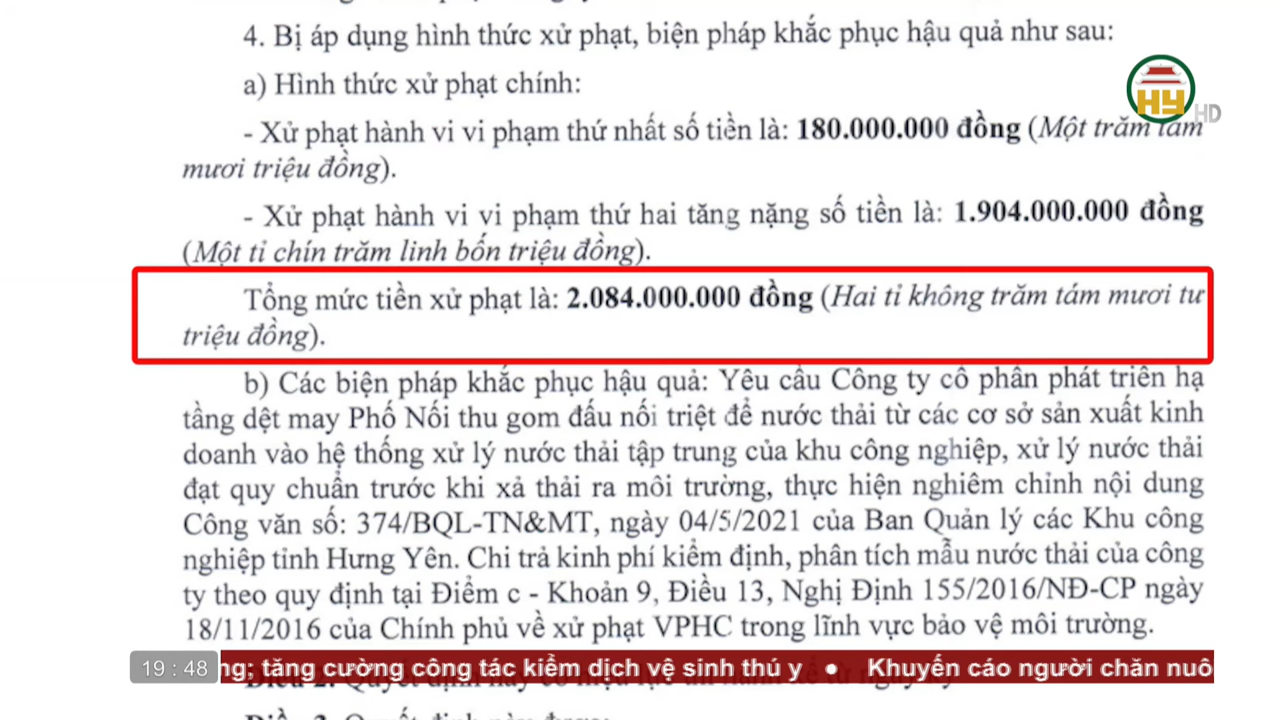 4. Bị áp dụng hình thức xử phạt, biện pháp khắc phục hậu quả như sau:
a) Hình thức xử phạt chính:
HY HD
- Xử phạt hành vi vi phạm thứ nhất số tiền là: 180.000.000 đồng (Một trăm tám
mươi triệu đồng).
- Xử phạt hành vi vi phạm thứ hai tăng nặng số tiền là: 1.904.000.000 đồng
(Một tỉ chín trăm linh bốn triệu đồng).
Tổng mức tiền xử phạt là: 2.084.000.000 đồng (Hai tỉ không trăm tám mươi tư
triệu đồng).
b) Các biện pháp khắc phục hậu quả: Yêu cầu Công ty cổ phần phát triển hạ
tầng dệt may Phố Nối thu gom đấu nối triệt để nước thải từ các cơ sở sản xuất kinh
doanh vào hệ thống xử lý nước thải tập trung của khu công nghiệp, xử lý nước thải
đạt quy chuẩn trước khi xả thải ra môi trường, thực hiện nghiêm chỉnh nội dung
Công văn số: 374/BQL-TN&MT, ngày 04/5/2021 của Ban Quản lý các Khu công
nghiệp tỉnh Hưng Yên. Chi trả kinh phí kiểm định, phân tích mẫu nước thải của công
ty theo quy định tại Điểm c - Khoản 9, Điều 13, Nghị Định 155/2016/NĐ-CP ngày
18/11/2016 của Chính phủ về xử phạt VPHC trong lĩnh vực bảo vệ môi trường.
19 : 48 ng; tăng cường công tác kiểm dịch vệ sinh thú y • Khuyến cáo người chăn nuô